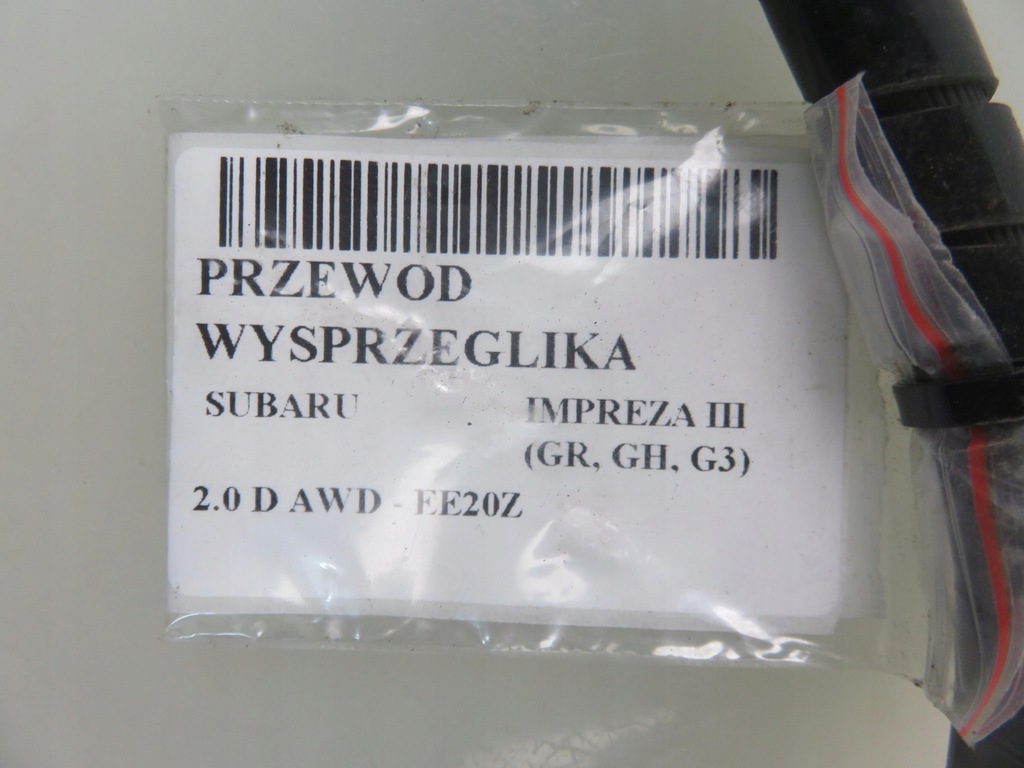 PRZEWOD
WYSPRZEGLIKA
SUBARU IMPREZA III
(GR, GH, G3)
2.0 D AWD - EE20Z